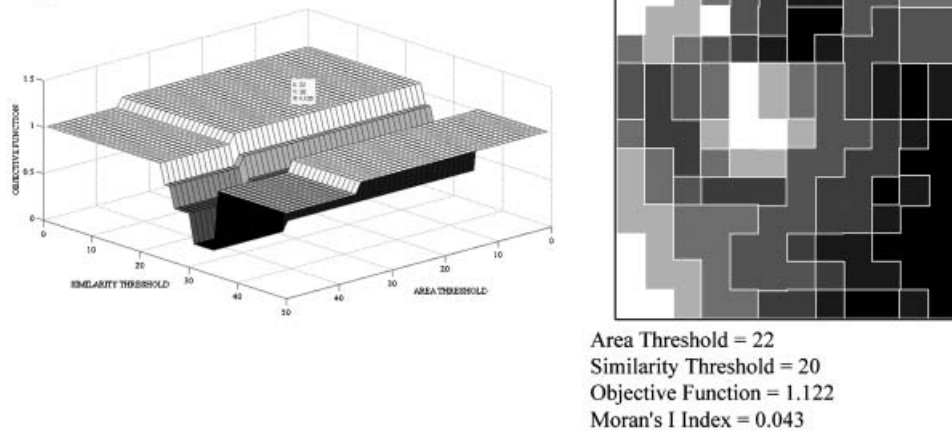 1.5
1
0.5
0
OBJECTIVE FUNCTION
0
10
20
30
40
50
SIMILARITY THRESHOLD
40
30
20
10
0
AREA THRESHOLD
Area Threshold = 22
Similarity Threshold = 20
Objective Function = 1.122
Moran's I Index = 0.043